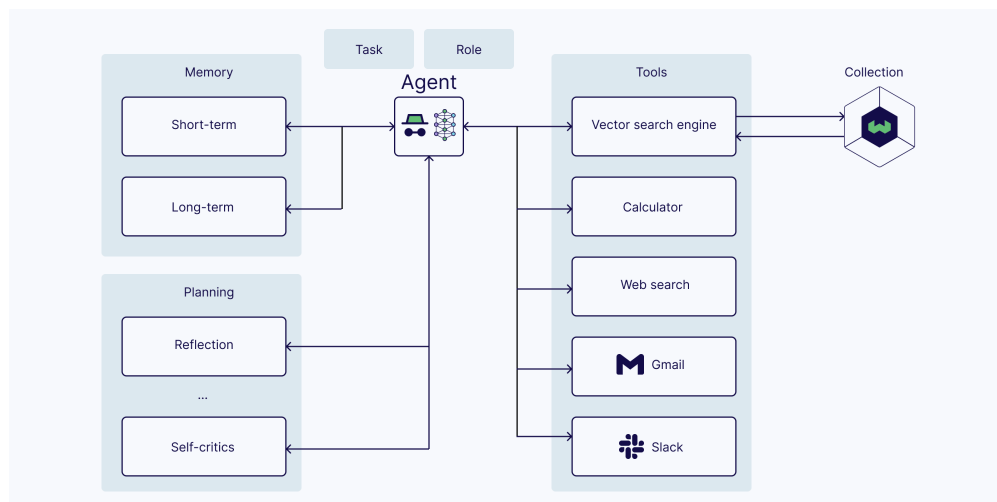 Task
Role
Agent
Memory
Short-term
Long-term
Planning
Reflection
...
Self-critics
Tools
Vector search engine
Calculator
Web search
Gmail
Slack
Collection